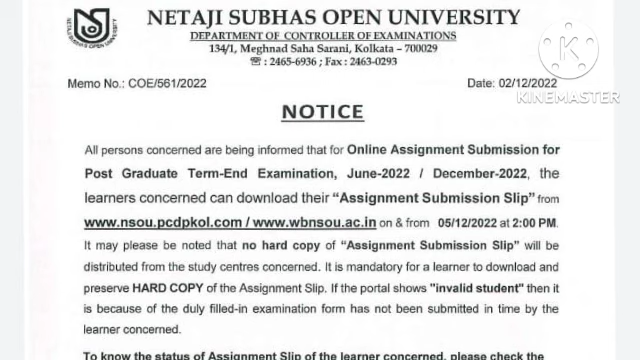 NETAJI SUBHAS OPEN UNIVERSITY
DEPARTMENT OF CONTROLLER OF EXAMINATIONS
134/1, Meghnad Saha Sarani, Kolkata – 700029
☏ : 2465-6936 ; Fax : 2463-0293
Memo No.: COE/561/2022
Date: 02/12/2022
KINEMASTER
NOTICE
All persons concerned are being informed that for Online Assignment Submission for
Post Graduate Term-End Examination, June-2022 / December-2022, the
learners concerned can download their “Assignment Submission Slip” from
www.nsou.pcdpkol.com / www.wbnsou.ac.in on & from 05/12/2022 at 2:00 PM.
It may please be noted that no hard copy of “Assignment Submission Slip” will be
distributed from the study centres concerned. It is mandatory for a learner to download and
preserve HARD COPY of the Assignment Slip. If the portal shows "invalid student" then it
is because of the duly filled-in examination form has not been submitted in time by the
learner concerned.
To know the status of Assignment Slip of the learner concerned, please check the